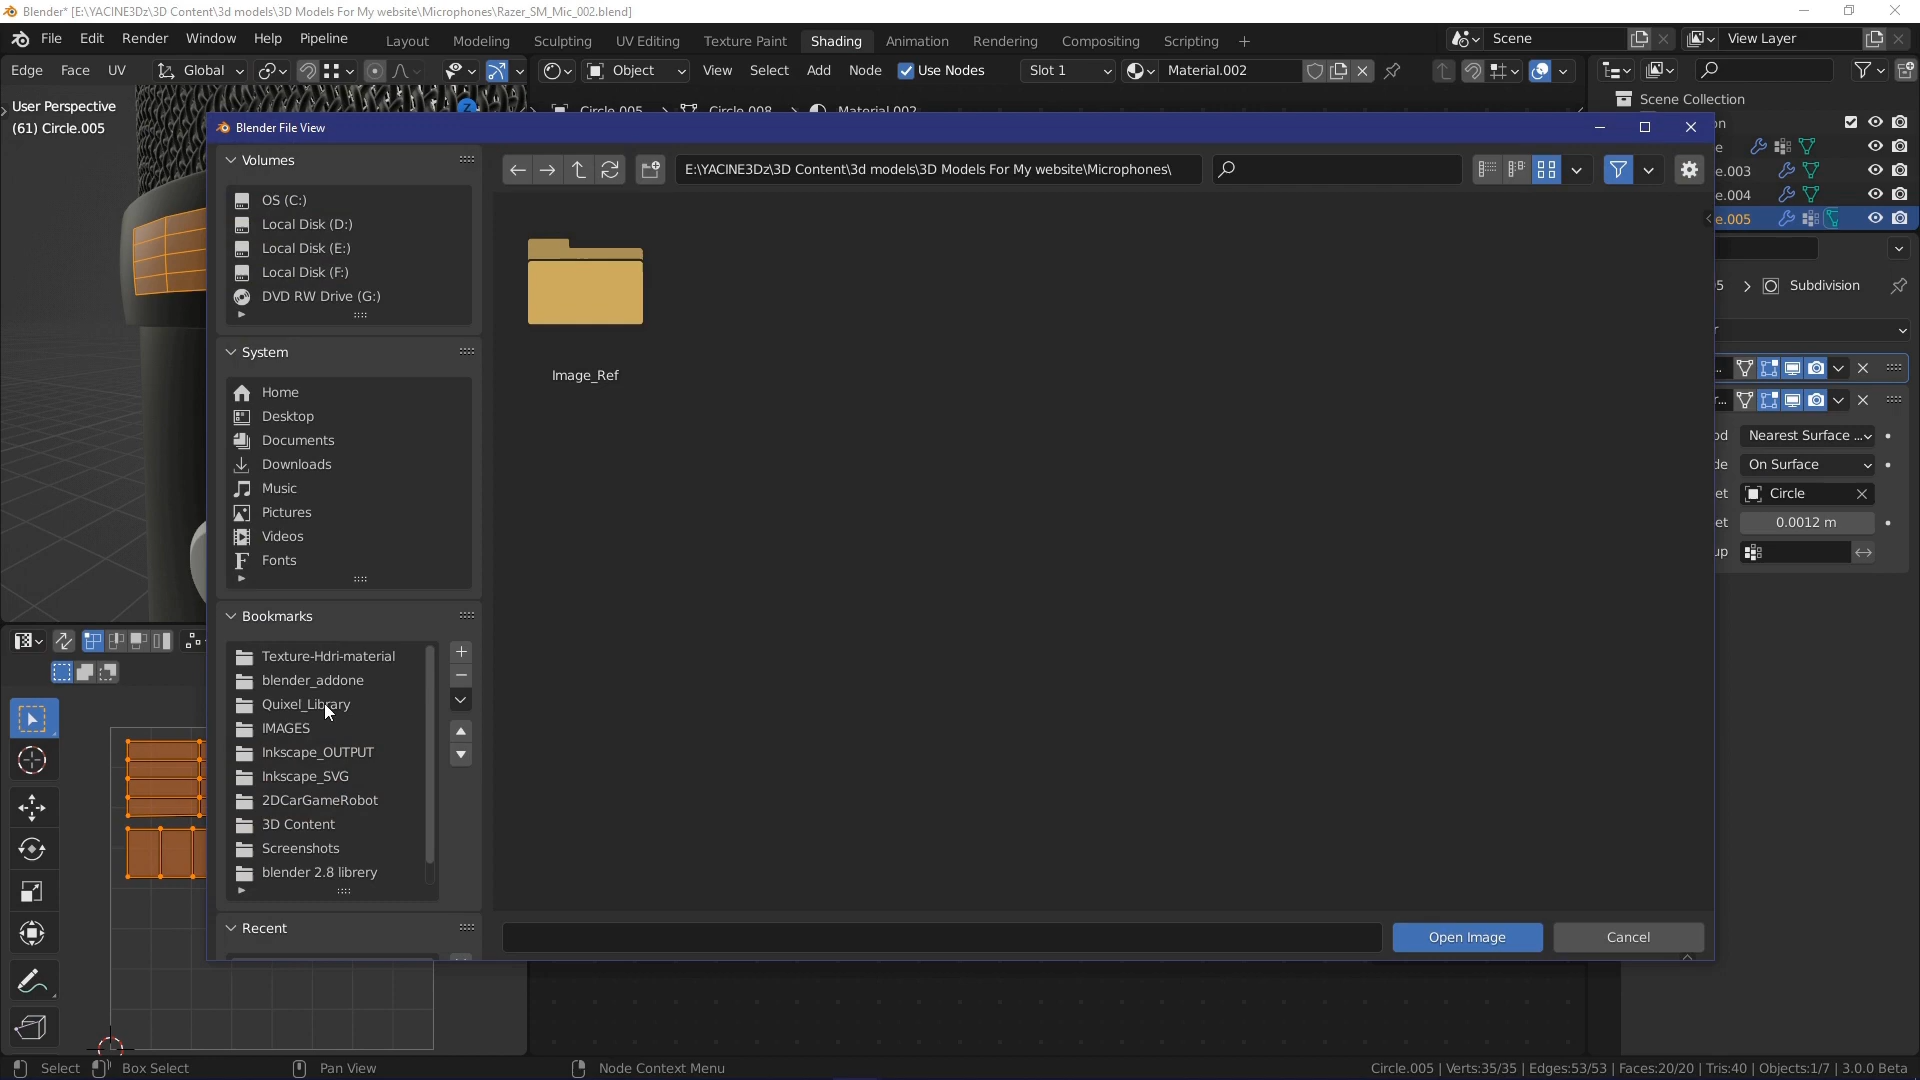 Blender* [E:\YACINE3Dz\3D Content\3d models\3D Models For My website\Microphones\Razer_SM_Mic_002.blend]
File Edit Render Window Help Pipeline Layout Modeling Sculpting UV Editing Texture Paint Shading Animation Rendering Compositing Scripting + Scene View Layer
Edge Face UV Global Object View Select Add Node Use Nodes Slot 1 Material.002
User Perspective
(61) Circle.005
Circle.005 Circle.008 Material.002
Scene Collection
on
e
e.003
e.004
e.005
5 Subdivision
r
...
r...
od Nearest Surface ...
de On Surface
et Circle
et 0.0012 m
up
Blender File View
Volumes
OS (C:)
Local Disk (D:)
Local Disk (E:)
Local Disk (F:)
DVD RW Drive (G:)
System
Home
Desktop
Documents
Downloads
Music
Pictures
Videos
Fonts
Bookmarks
Texture-Hdri-material
blender_addone
Quixel_Library
IMAGES
Inkscape_OUTPUT
Inkscape_SVG
2DCarGameRobot
3D Content
Screenshots
blender 2.8 librery
Recent
E:\YACINE3Dz\3D Content\3d models\3D Models For My website\Microphones\
Image_Ref
Open Image Cancel
Select Box Select Pan View Node Context Menu Circle.005 | Verts:35/35 | Edges:53/53 | Faces:20/20 | Tris:40 | Objects:1/7 | 3.0.0 Beta